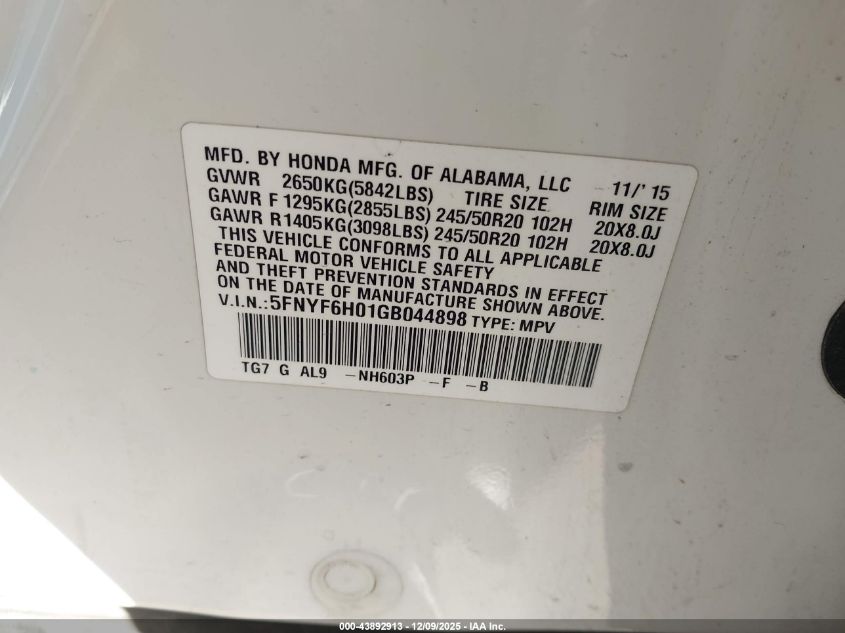 MFD. BY HONDA MFG. OF ALABAMA, LLC 11/'15
GVWR 2650KG(5842LBS) TIRE SIZE RIM SIZE
GAWR F 1295KG(2855LBS) 245/50R20 102H 20X8.0J
GAWR R1405KG(3098LBS) 245/50R20 102H 20X8.0J
THIS VEHICLE CONFORMS TO ALL APPLICABLE
FEDERAL MOTOR VEHICLE SAFETY
AND THEFT PREVENTION STANDARDS IN EFFECT
ON THE DATE OF MANUFACTURE SHOWN ABOVE.
V.I.N.:5FNYF6H01GB044898 TYPE: MPV
TG7 G AL9 –NH603P –F –B
000-43892913 - 12/09/2025 - IAA Inc.